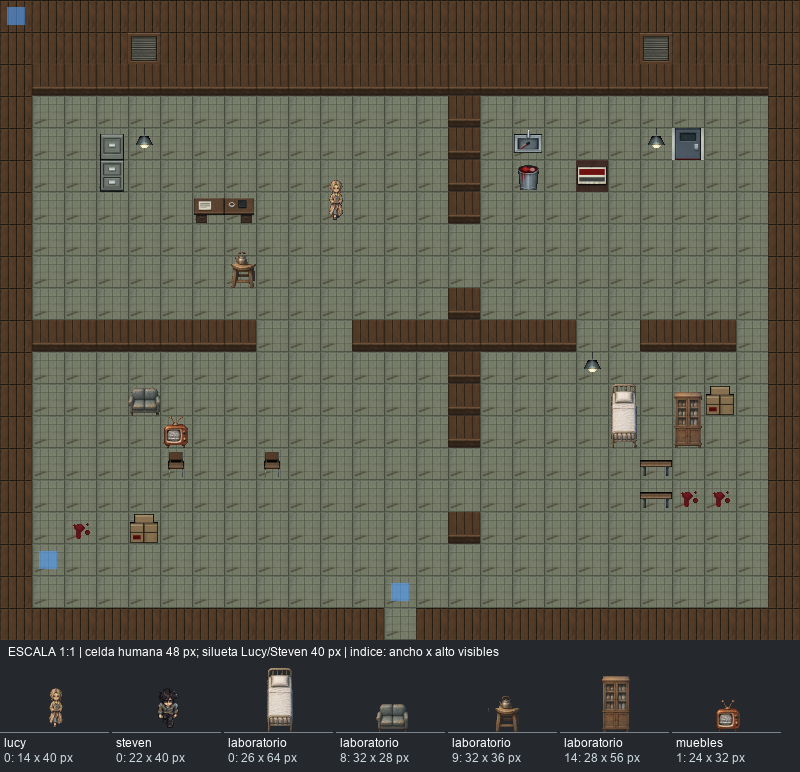 ESCALA 1:1 | celda humana 48 px; silueta Lucy/Steven 40 px | indice: ancho x alto visibles
lucy
0: 14 x 40 px
steven
0: 22 x 40 px
laboratorio
0: 26 x 64 px
laboratorio
8: 32 x 28 px
laboratorio
9: 32 x 36 px
laboratorio
14: 28 x 56 px
muebles
1: 24 x 32 px